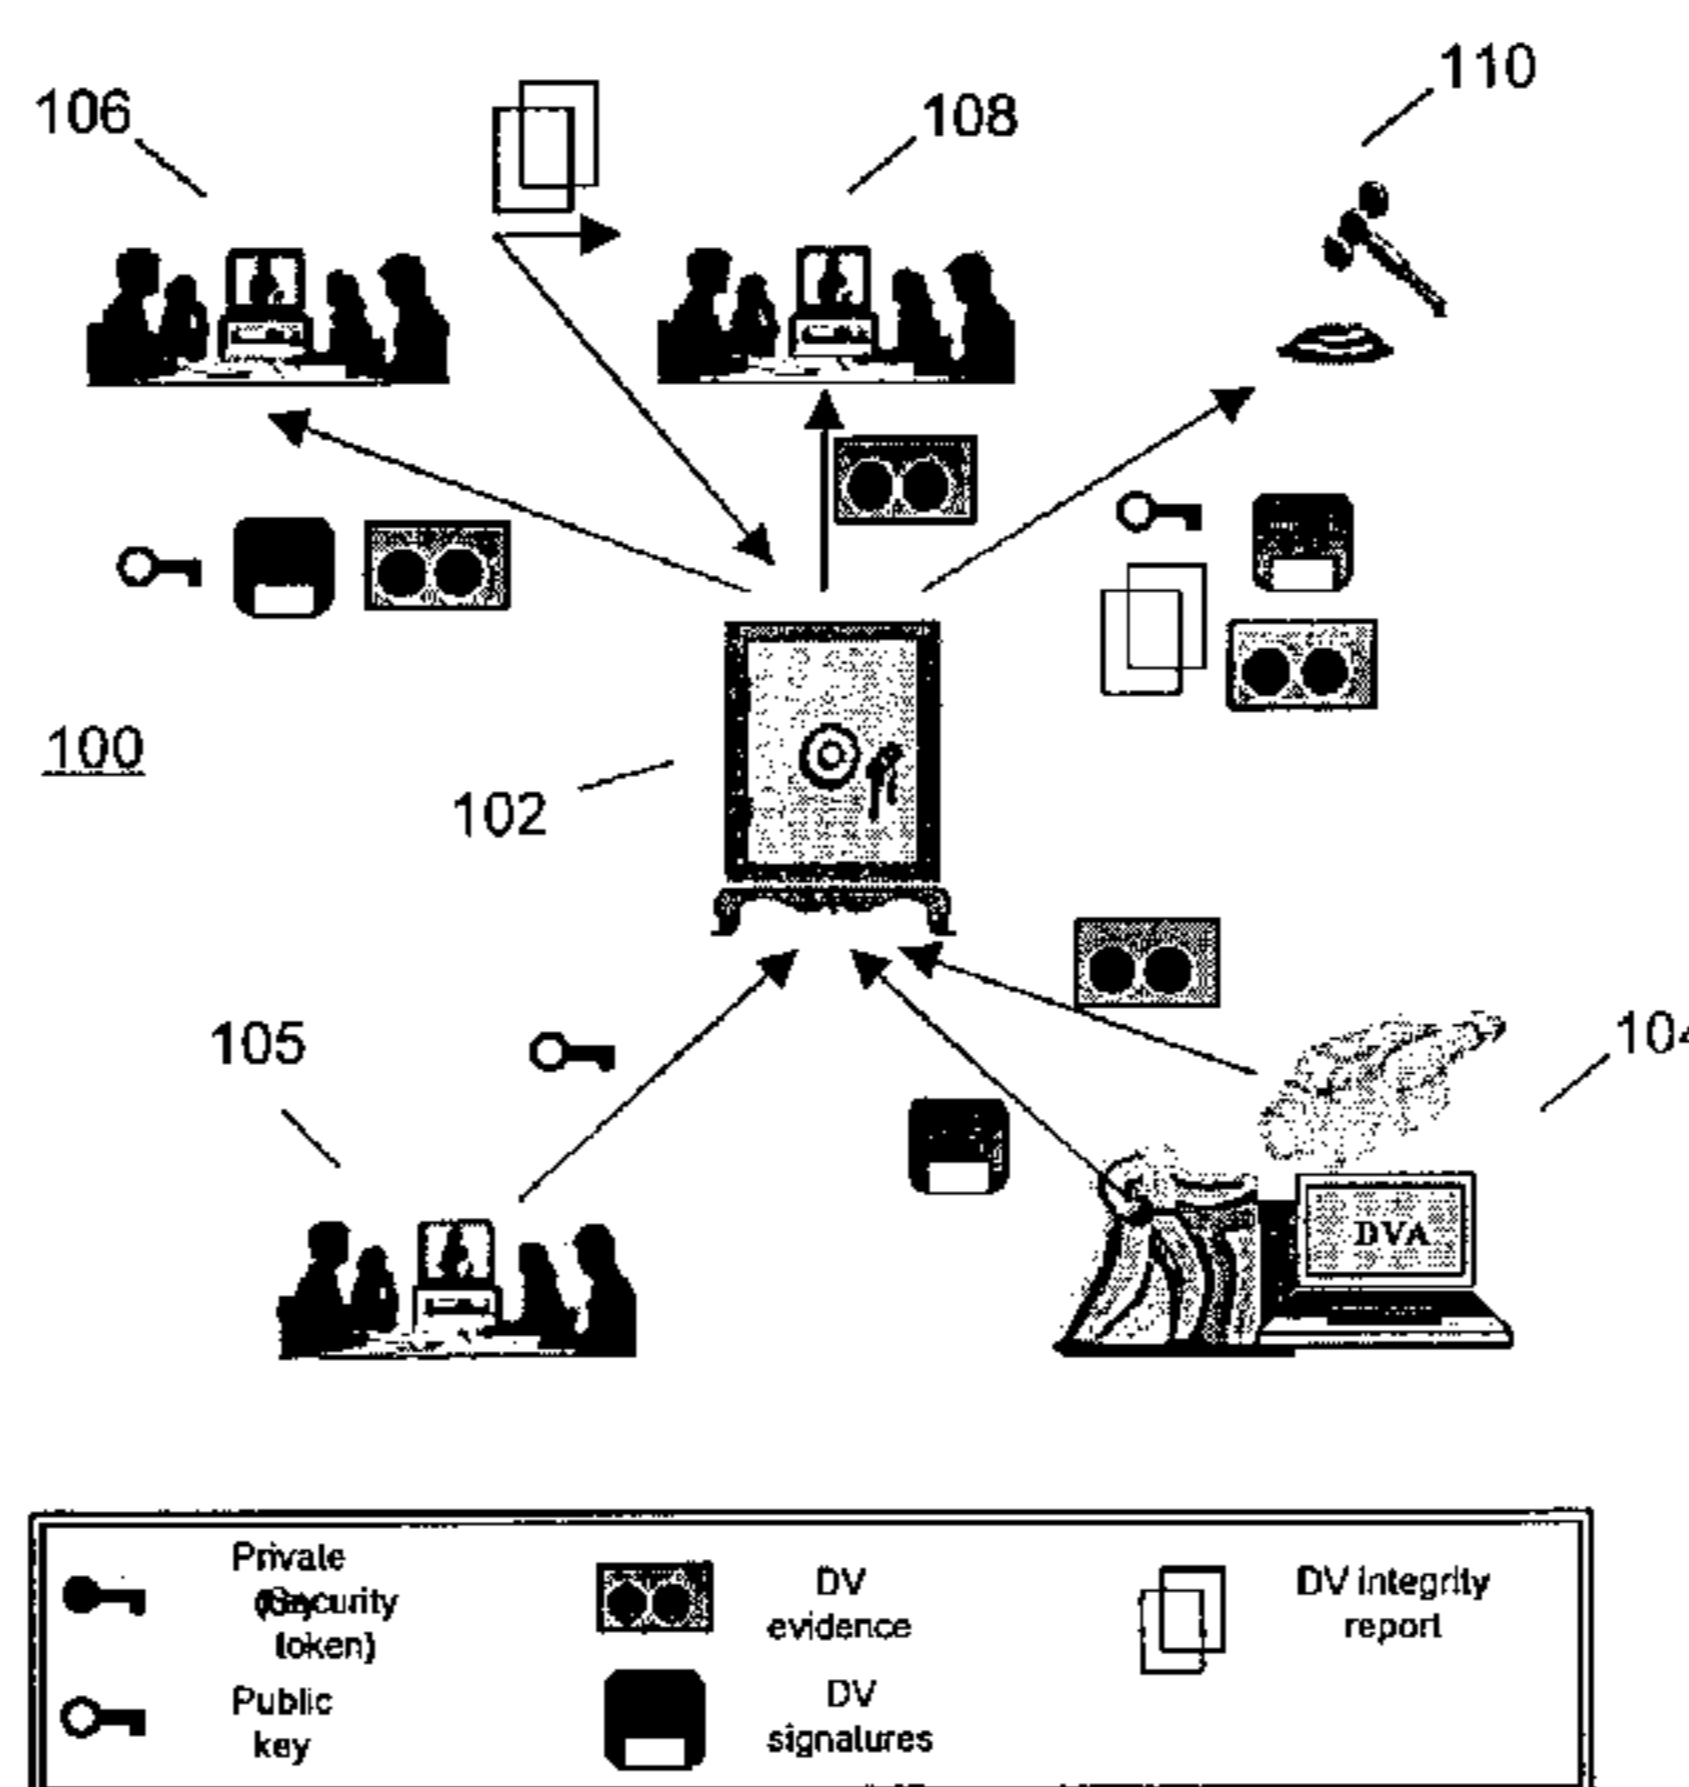 110
106
108
100
102
105
104
DVA
Private
(Security
token)
DV
evidence
DV integrity
report
Public
key
DV
signatures